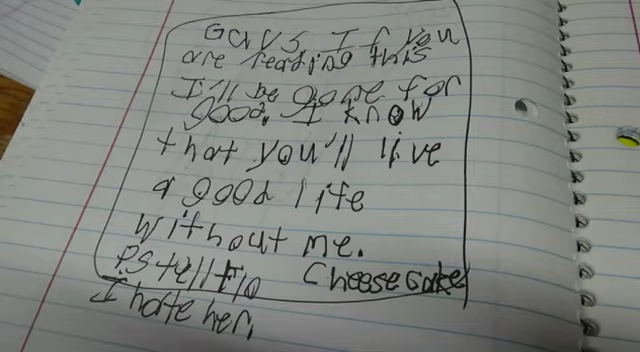 Guys If you
are reading this
I'll be gone for
good. I know
that you'll live
a good life
without me.
P.S tell Flo Cheesecake
I hate her.